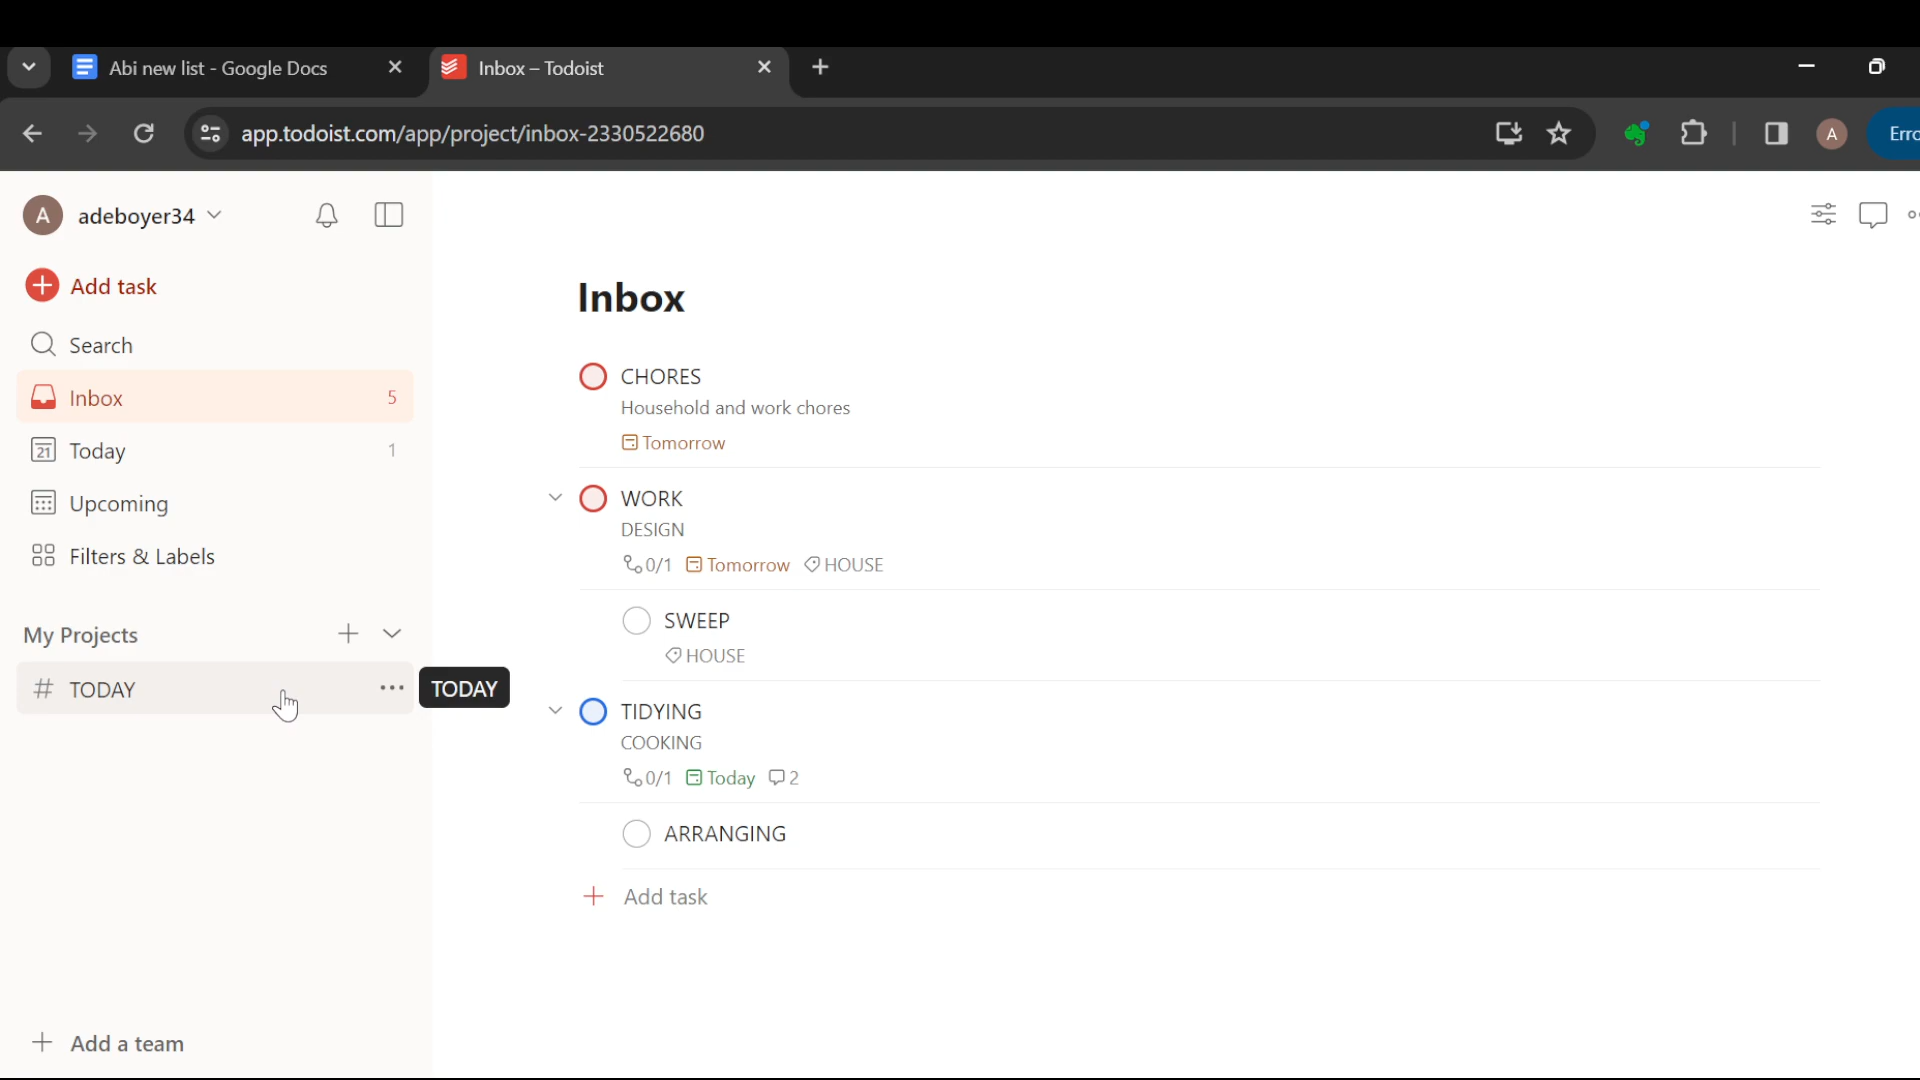 Abi new list - Google Docs
Inbox – Todoist
app.todoist.com/app/project/inbox-2330522680
A
Erro
A adeboyer34
Add task
Search
Inbox 5
21 Today 1
Upcoming
Filters & Labels
My Projects
# TODAY
TODAY
Add a team
Inbox
CHORES
Household and work chores
Tomorrow
WORK
DESIGN
0/1 Tomorrow HOUSE
SWEEP
HOUSE
TIDYING
COOKING
0/1 Today 2
ARRANGING
Add task